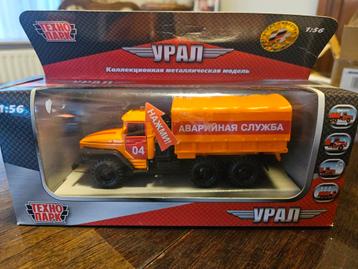 ТЕХНО
ПАРК
УРАЛ
1:56
Коллекционная металлическая модель
1:56
НАЖМИ!
АВАРИЙНАЯ СЛУЖБА
04
ТЕХНО
ПАРК
УРАЛ